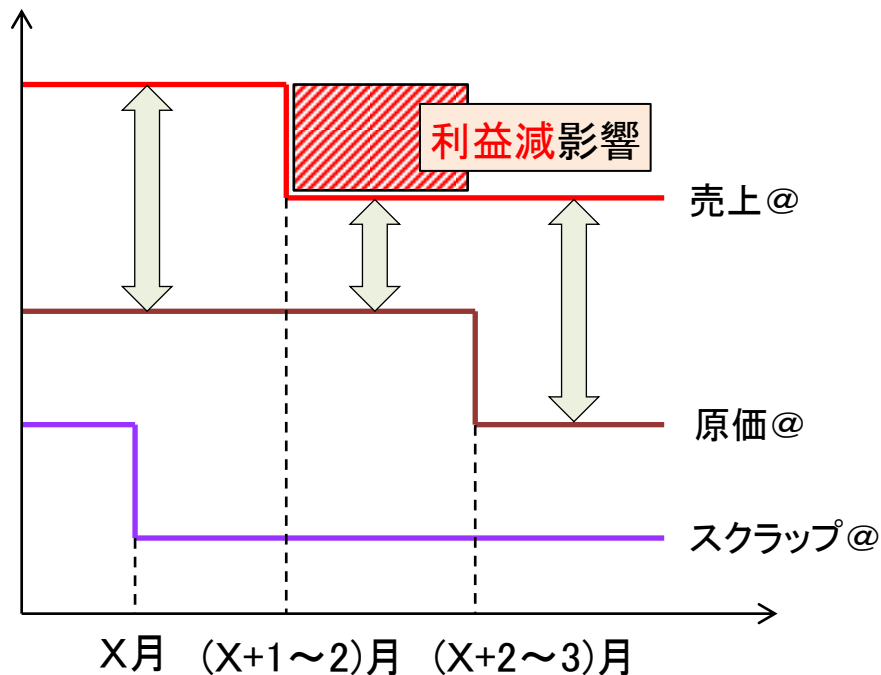 利益減影響
売上＠
原価＠
スクラップ＠
X月 (X+1～2)月 (X+2～3)月